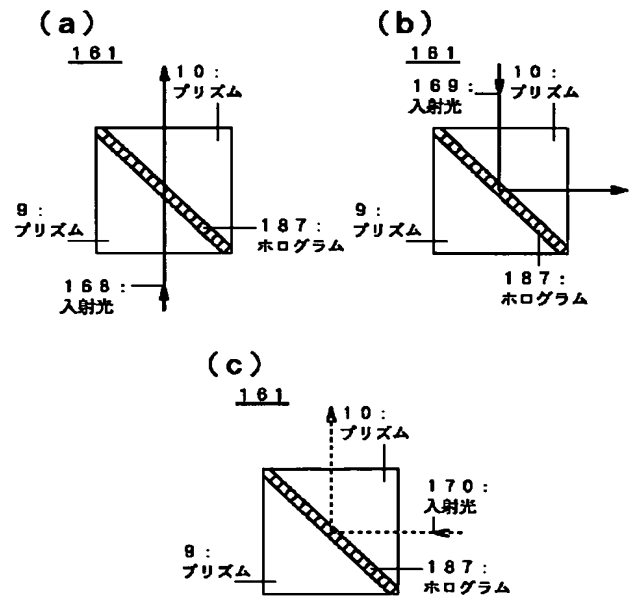 (a)
161
10:
プリズム
9:
プリズム
187:
ホログラム
168:
入射光
(b)
161
169:
入射光
10:
プリズム
9:
プリズム
187:
ホログラム
(c)
161
10:
プリズム
170:
入射光
9:
プリズム
187:
ホログラム